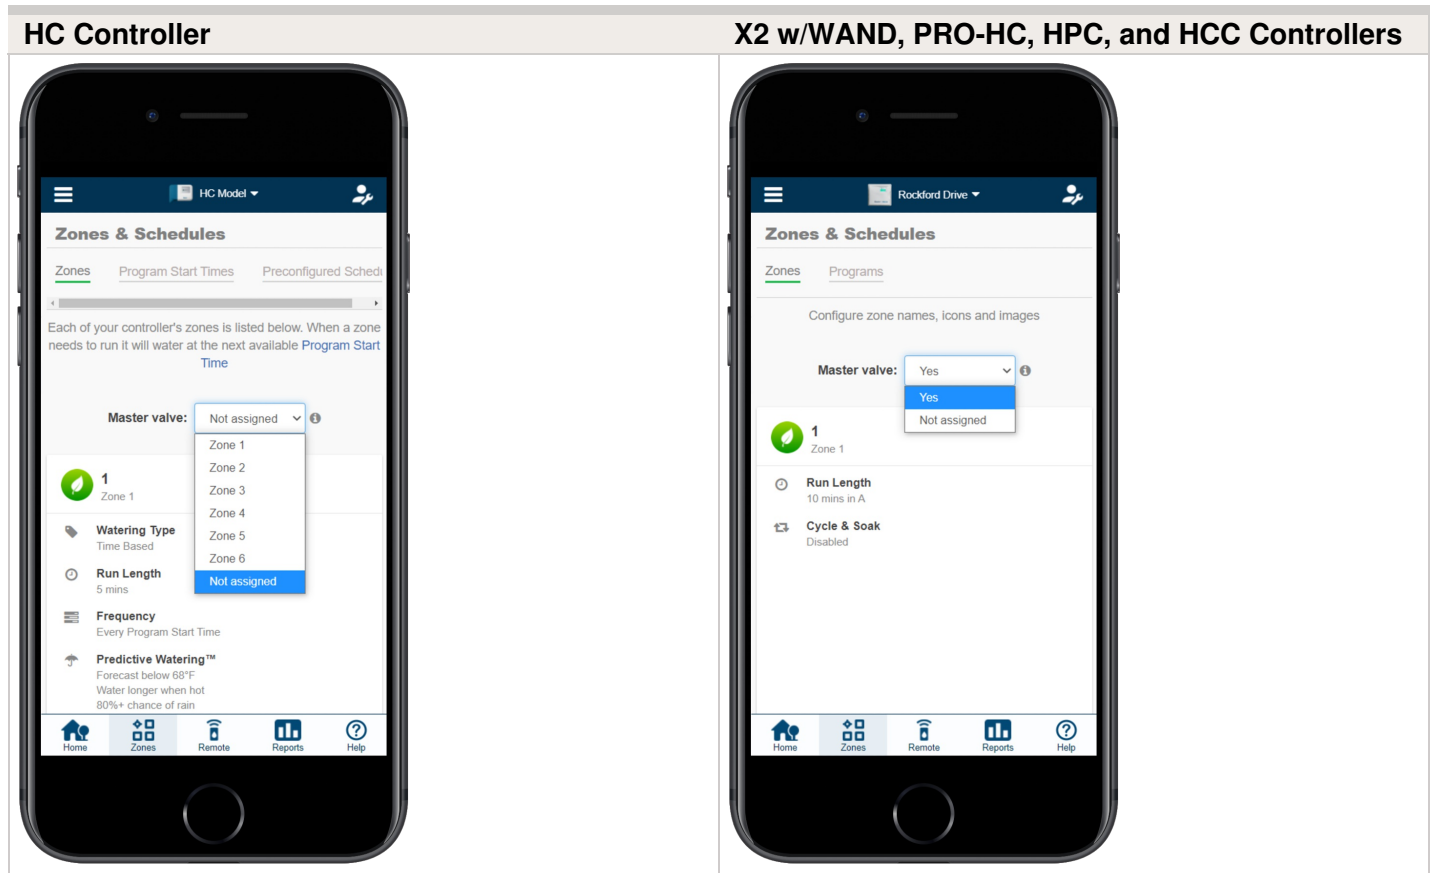 HC Controller
X2 w/WAND, PRO-HC, HPC, and HCC Controllers
HC Model
Zones & Schedules
Zones Program Start Times Preconfigured Sched
Each of your controller's zones is listed below. When a zone
needs to run it will water at the next available Program Start
Time
Master valve: Not assigned
Zone 1
Zone 2
Zone 3
Zone 4
Zone 5
Zone 6
Not assigned
1
Zone 1
Watering Type
Time Based
Run Length
5 mins
Frequency
Every Program Start Time
Predictive Watering™
Forecast below 68°F
Water longer when hot
80%+ chance of rain
Home Zones Remote Reports Help
Rockford Drive
Zones & Schedules
Zones Programs
Configure zone names, icons and images
Master valve: Yes
Yes
Not assigned
1
Zone 1
Run Length
10 mins in A
Cycle & Soak
Disabled
Home Zones Remote Reports Help